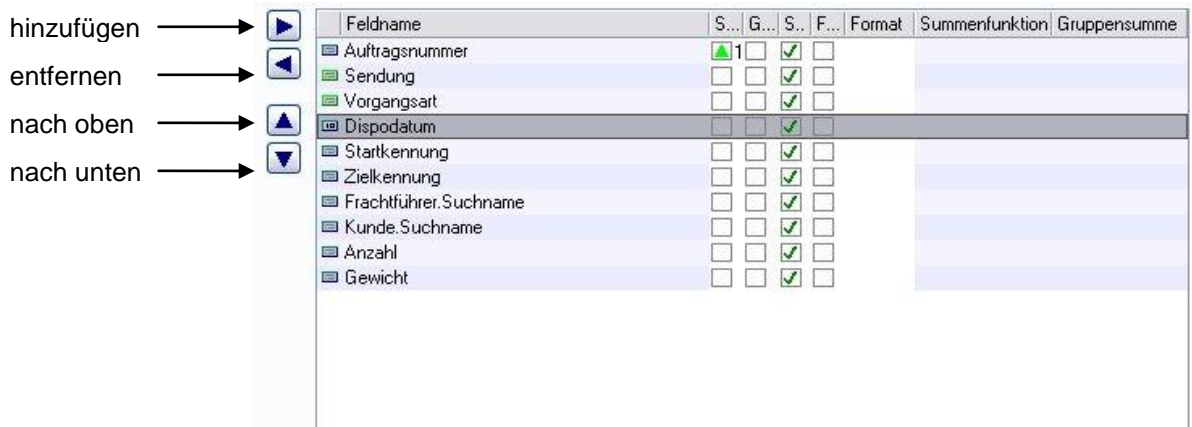 hinzufügen
entfernen
nach oben
nach unten
Feldname S... G... S.. F... Format Summenfunktion Gruppensumme
Auftragsnummer 1
Sendung
Vorgangsart
Dispodatum
Startkennung
Zielkennung
Frachtführer.Suchname
Kunde.Suchname
Anzahl
Gewicht